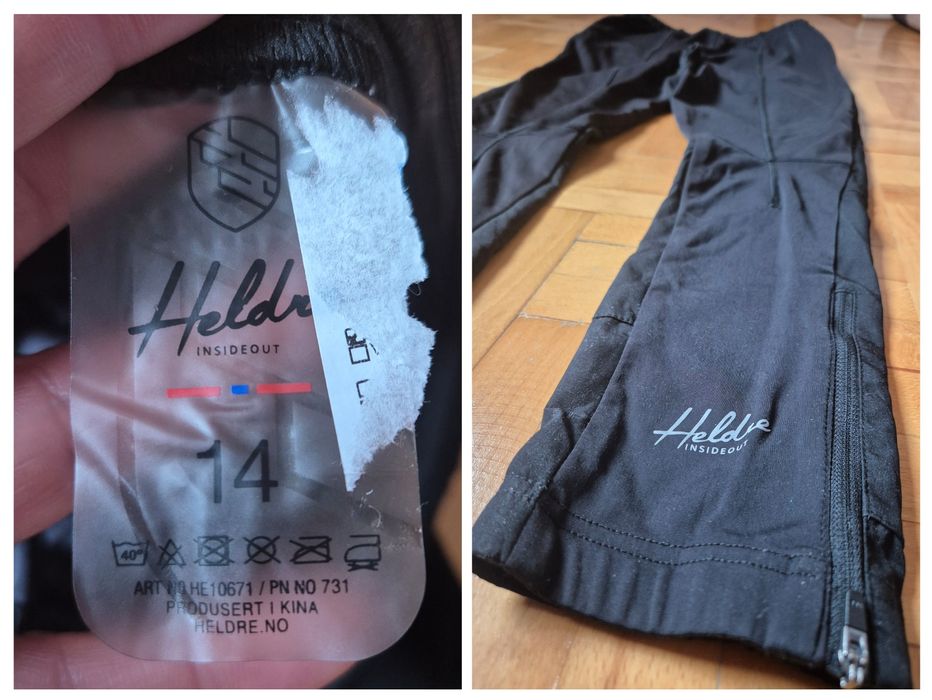 Heldre
INSIDEOUT
14
40°
ART NO HE10671 / PN NO 731
PRODUSERT I KINA
HELDRE.NO
Heldre
INSIDEOUT